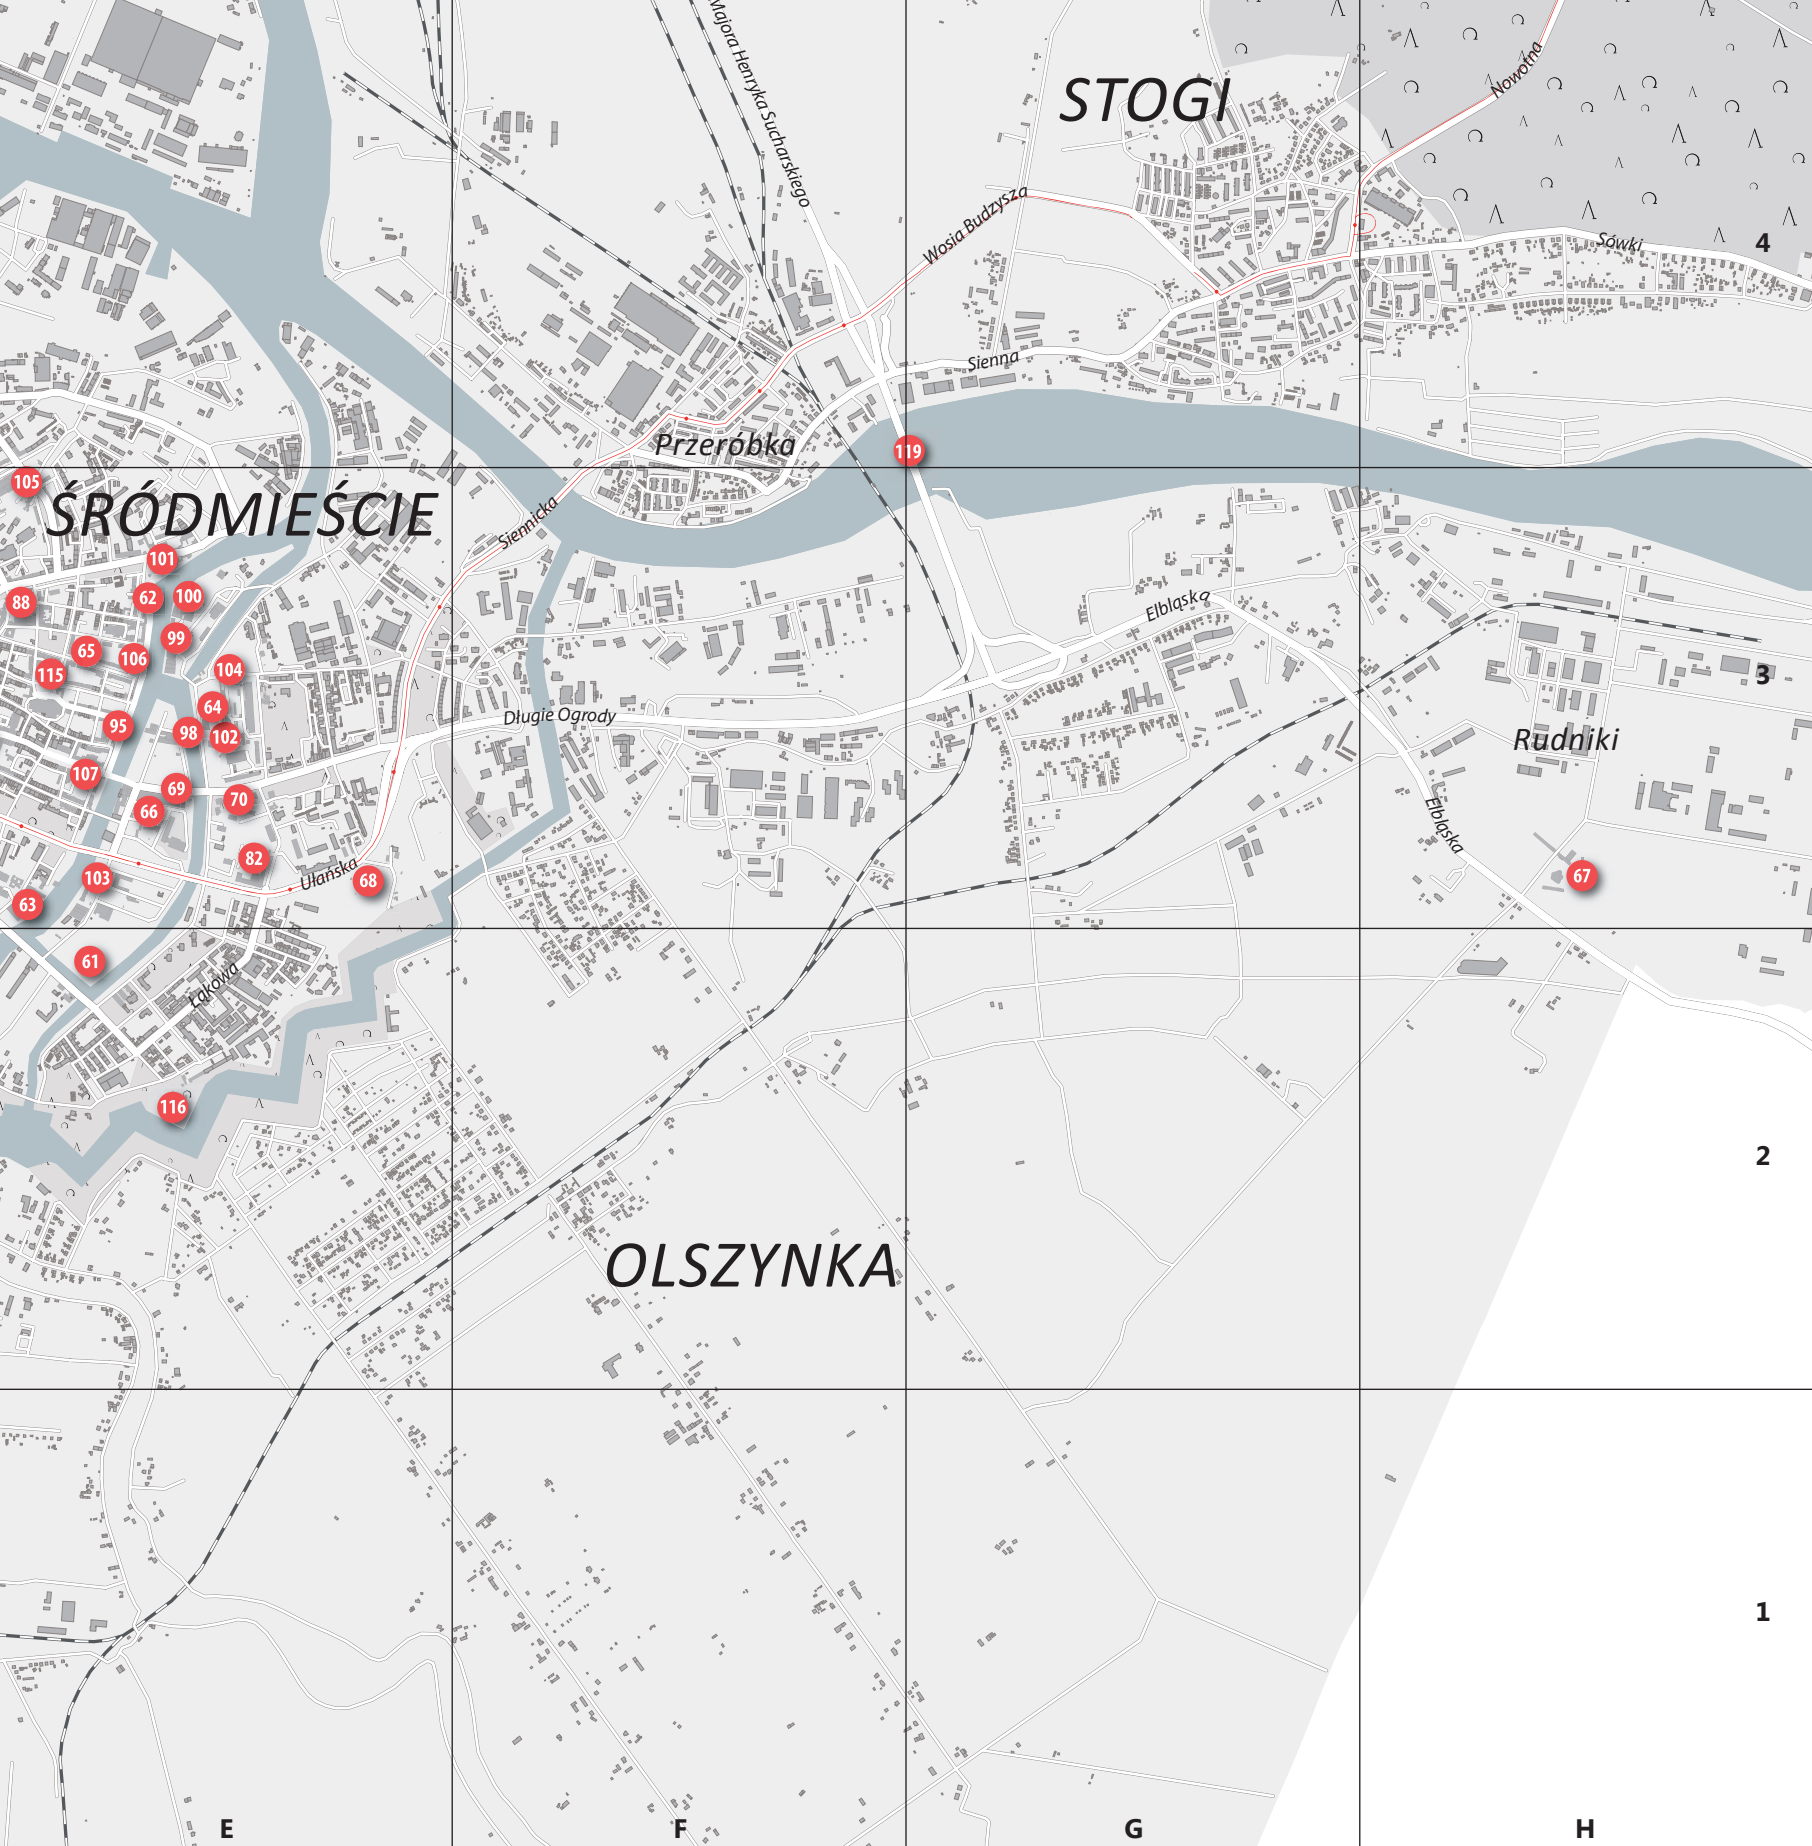 Majora Henryka Sucharskiego
STOGI
Nowotna
Wosia Budzysza
Sówki
4
Sienna
Przeróbka
119
105
ŚRÓDMIEŚCIE
Siennicka
101
88
62
100
Elbląska
99
65
106
115
104
3
64
Długie Ogrody
95
98
102
Rudniki
107
69
70
66
Elbląska
82
Ułańska
103
68
67
63
61
Łąkowa
116
2
OLSZYNKA
1
E
F
G
H